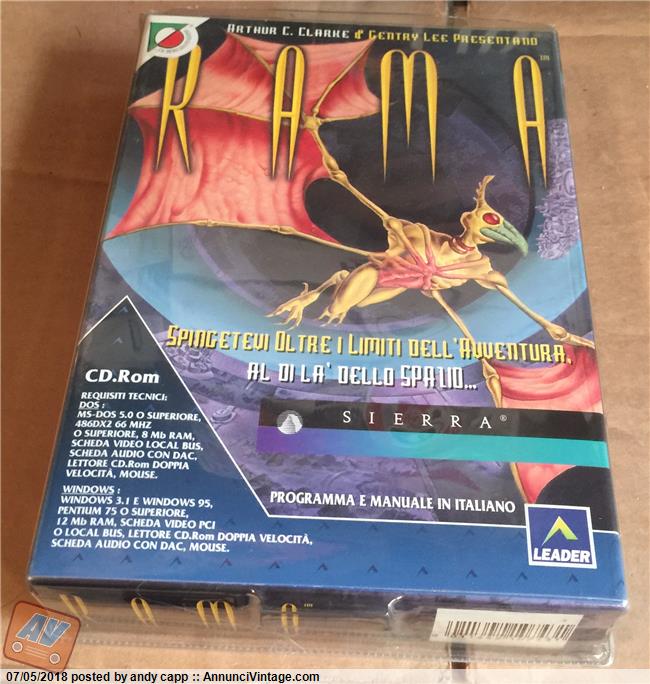 Arthur C. Clarke & Gentry Lee Presentano
RAMA™
Spingetevi Oltre i Limiti dell'Avventura,
al di la' dello Spazio...
CD.Rom
REQUISITI TECNICI:
DOS :
MS-DOS 5.0 O SUPERIORE,
486DX2 66 MHZ
O SUPERIORE, 8 Mb RAM,
SCHEDA VIDEO LOCAL BUS,
SCHEDA AUDIO CON DAC,
LETTORE CD.Rom DOPPIA
VELOCITÀ, MOUSE.
WINDOWS :
WINDOWS 3.1 E WINDOWS 95,
PENTIUM 75 O SUPERIORE,
12 Mb RAM, SCHEDA VIDEO PCI
O LOCAL BUS, LETTORE CD.Rom DOPPIA VELOCITÀ,
SCHEDA AUDIO CON DAC, MOUSE.
SIERRA®
PROGRAMMA E MANUALE IN ITALIANO
LEADER
RAMA™
AV
07/05/2018 posted by andy capp :: AnnunciVintage.com